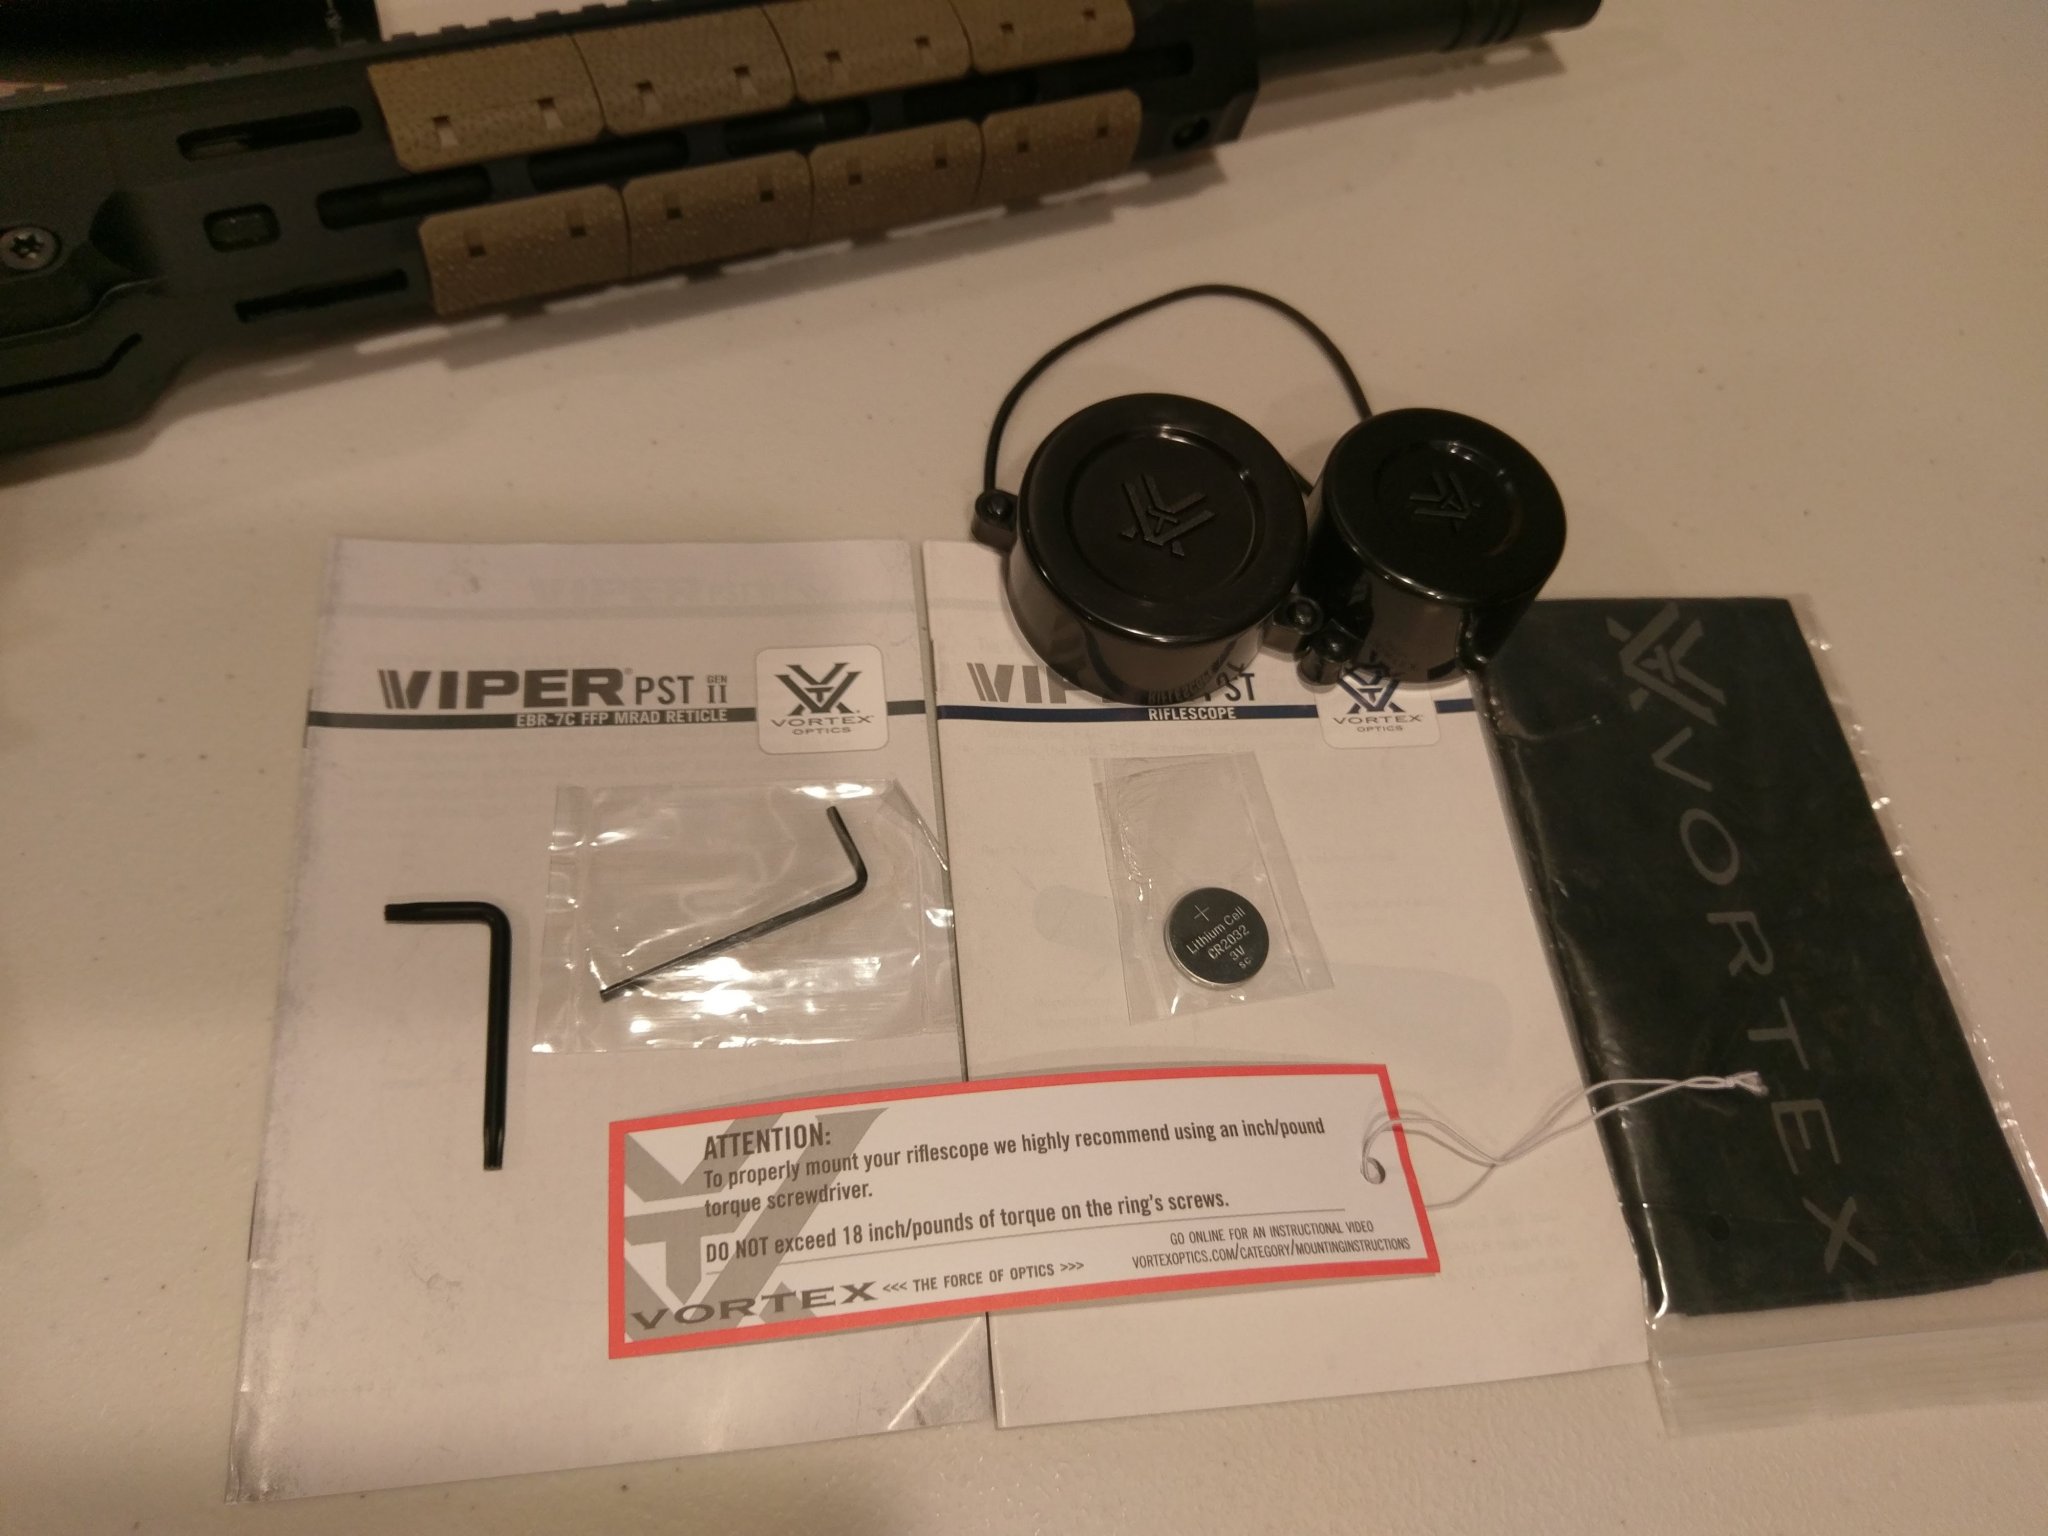 VIPER® PST GEN II
EBR-7C FFP MRAD RETICLE
VORTEX®
OPTICS
PST
RIFLESCOPE
VORTEX®
OPTICS
VORTEX
+
Lithium Cell
CR2032
3V
SC
ATTENTION:
To properly mount your riflescope we highly recommend using an inch/pound
torque screwdriver.
DO NOT exceed 18 inch/pounds of torque on the ring's screws.
GO ONLINE FOR AN INSTRUCTIONAL VIDEO
VORTEXOPTICS.COM/CATEGORY/MOUNTINGINSTRUCTIONS
VORTEX <<< THE FORCE OF OPTICS >>>